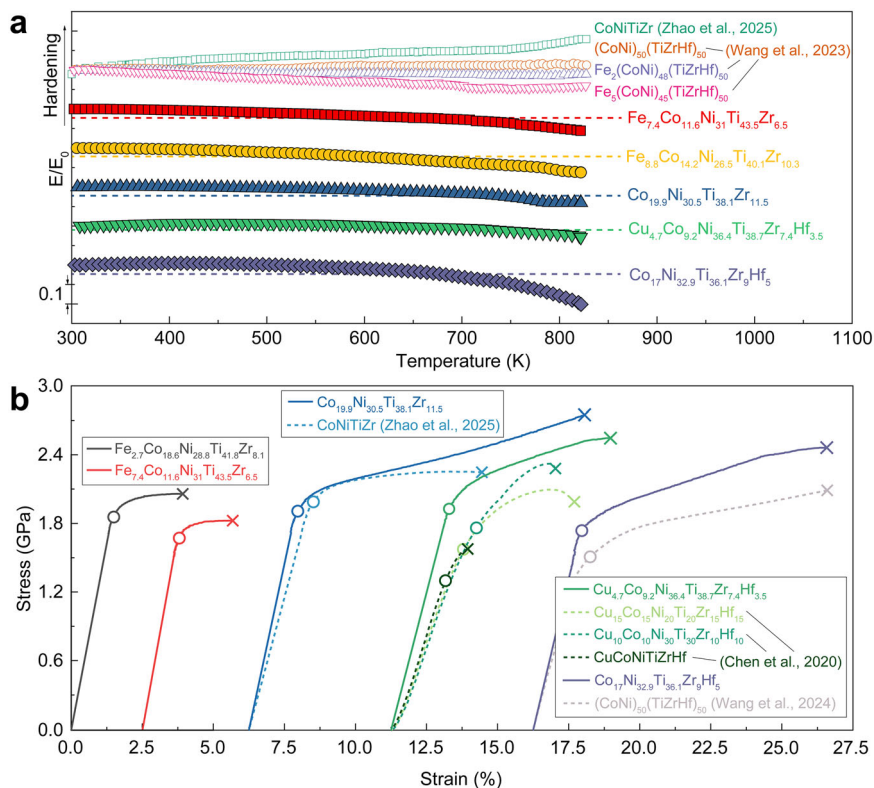 a
Hardening
E/E₀
0.1
CoNiTiZr (Zhao et al., 2025)
(CoNi)₅₀(TiZrHf)₅₀ (Wang et al., 2023)
Fe₂(CoNi)₄₈(TiZrHf)₅₀
Fe₅(CoNi)₄₅(TiZrHf)₅₀
Fe₇.₄Co₁₁.₆Ni₃₁Ti₄₃.₅Zr₆.₅
Fe₈.₈Co₁₄.₂Ni₂₆.₅Ti₄₀.₁Zr₁₀.₃
Co₁₉.₉Ni₃₀.₅Ti₃₈.₁Zr₁₁.₅
Cu₄.₇Co₉.₂Ni₃₆.₄Ti₃₈.₇Zr₇.₄Hf₃.₅
Co₁₇Ni₃₂.₉Ti₃₆.₁Zr₉Hf₅
300 400 500 600 700 800 900 1000 1100
Temperature (K)
b
Stress (GPa)
3.0
2.4
1.8
1.2
0.6
0.0
Fe₂.₇Co₁₈.₆Ni₂₈.₈Ti₄₁.₈Zr₈.₁
Fe₇.₄Co₁₁.₆Ni₃₁Ti₄₃.₅Zr₆.₅
Co₁₉.₉Ni₃₀.₅Ti₃₈.₁Zr₁₁.₅
CoNiTiZr (Zhao et al., 2025)
Cu₄.₇Co₉.₂Ni₃₆.₄Ti₃₈.₇Zr₇.₄Hf₃.₅
Cu₁₅Co₁₅Ni₂₀Ti₂₀Zr₁₅Hf₁₅
Cu₁₀Co₁₀Ni₃₀Ti₃₀Zr₁₀Hf₁₀
CuCoNiTiZrHf (Chen et al., 2020)
Co₁₇Ni₃₂.₉Ti₃₆.₁Zr₉Hf₅
(CoNi)₅₀(TiZrHf)₅₀ (Wang et al., 2024)
0.0 2.5 5.0 7.5 10.0 12.5 15.0 17.5 20.0 22.5 25.0 27.5
Strain (%)